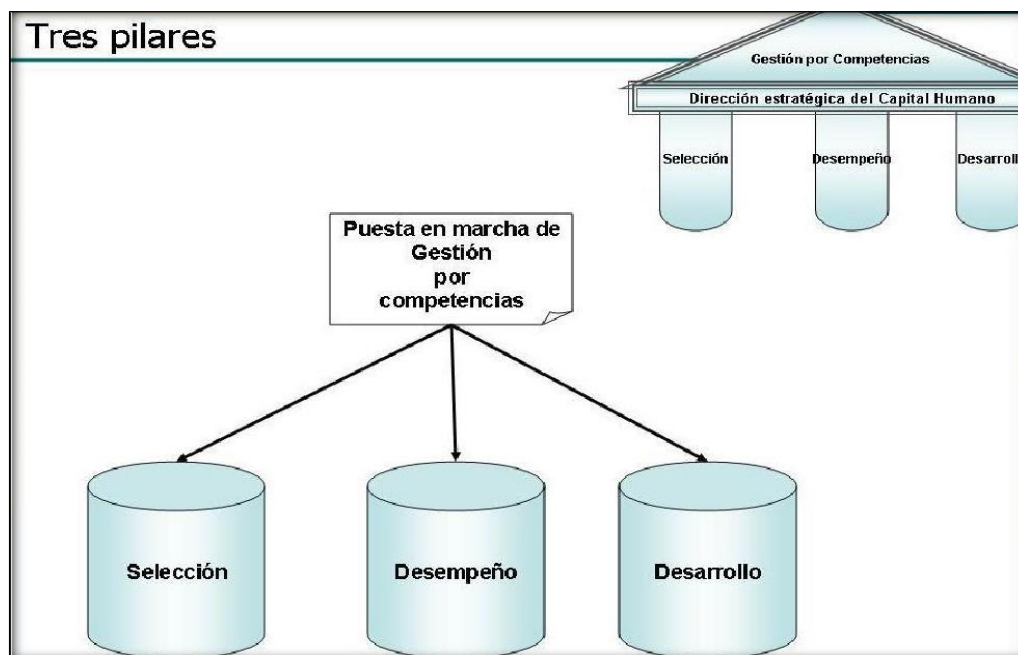 Tres pilares
Gestión por Competencias
Dirección estratégica del Capital Humano
Selección Desempeño Desarroll
Puesta en marcha de
Gestión
por
competencias
Selección Desempeño Desarrollo